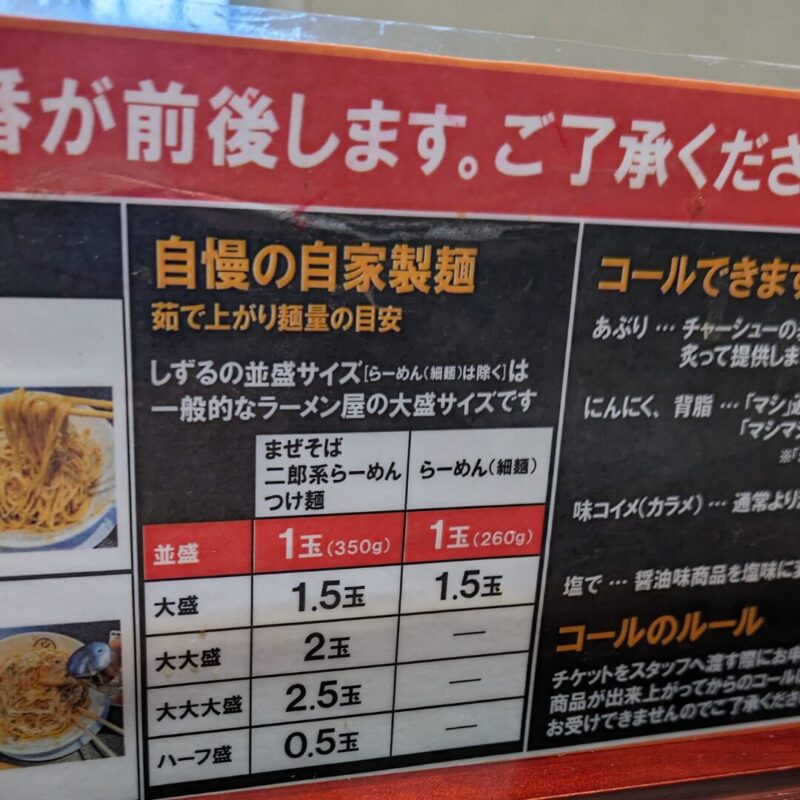 番が前後します。ご了承くださ
自慢の自家製麺
茹で上がり麺量の目安
しずるの並盛サイズ[らーめん(細麺)は除く]は
一般的なラーメン屋の大盛サイズです
まぜそば
二郎系らーめん
つけ麺
らーめん(細麺)
並盛 1玉(350g) 1玉(260g)
大盛 1.5玉 1.5玉
大大盛 2玉 —
大大大盛 2.5玉 —
ハーフ盛 0.5玉 —
コールできます
あぶり … チャーシューの
炙って提供しま
にんにく、背脂 … 「マシ」
「マシマ
味コイメ(カラメ) … 通常より
塩で … 醤油味商品を塩味に
コールのルール
チケットをスタッフへ渡す際にお申
商品が出来上がってからのコールは
お受けできませんのでご了承くださ